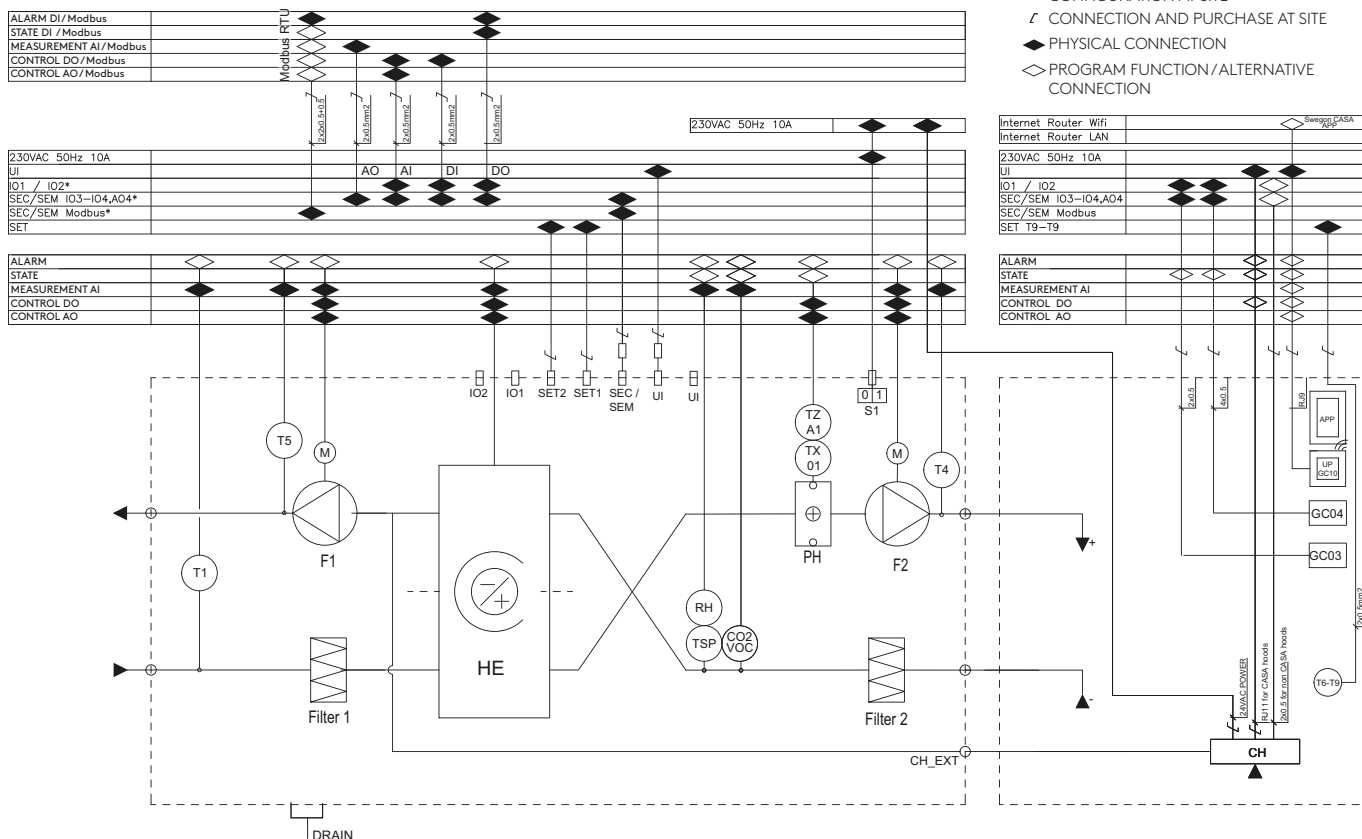 ALARM DI/Modbus
STATE DI/Modbus
MEASUREMENT AI/Modbus
CONTROL DO/Modbus
CONTROL AO/Modbus
Modbus RTU
2x2x0.5+0.5
2x0.5mm2
2x0.5mm2
2x0.5mm2
2x0.5mm2
CONNECTION AND PURCHASE AT SITE
PHYSICAL CONNECTION
PROGRAM FUNCTION/ALTERNATIVE
CONNECTION
230VAC 50Hz 10A
Internet Router Wifi
Internet Router LAN
Swegon CASA
APP
230VAC 50Hz 10A
UI
IO1 / IO2*
SEC/SEM IO3-IO4,AO4*
SEC/SEM Modbus*
SET
AO
AI
DI
DO
230VAC 50Hz 10A
UI
IO1 / IO2
SEC/SEM IO3-IO4,AO4
SEC/SEM Modbus
SET T9-T9
ALARM
STATE
MEASUREMENT AI
CONTROL DO
CONTROL AO
ALARM
STATE
MEASUREMENT AI
CONTROL DO
CONTROL AO
IO2
IO1
SET2
SET1
SEC /
SEM
UI
UI
0 1
S1
2x0.5
4x0.5
RJ9
APP
UP
GC10
GC04
GC03
12x0.5mm2
T6-T9
T5
M
TZ
A1
TX
01
M
T4
F1
PH
F2
T1
+
HE
RH
TSP
CO2
VOC
Filter 1
Filter 2
-
24VAC POWER
RJ11 for CASA hoods
2x0.5 for non CASA hoods
CH_EXT
CH
DRAIN